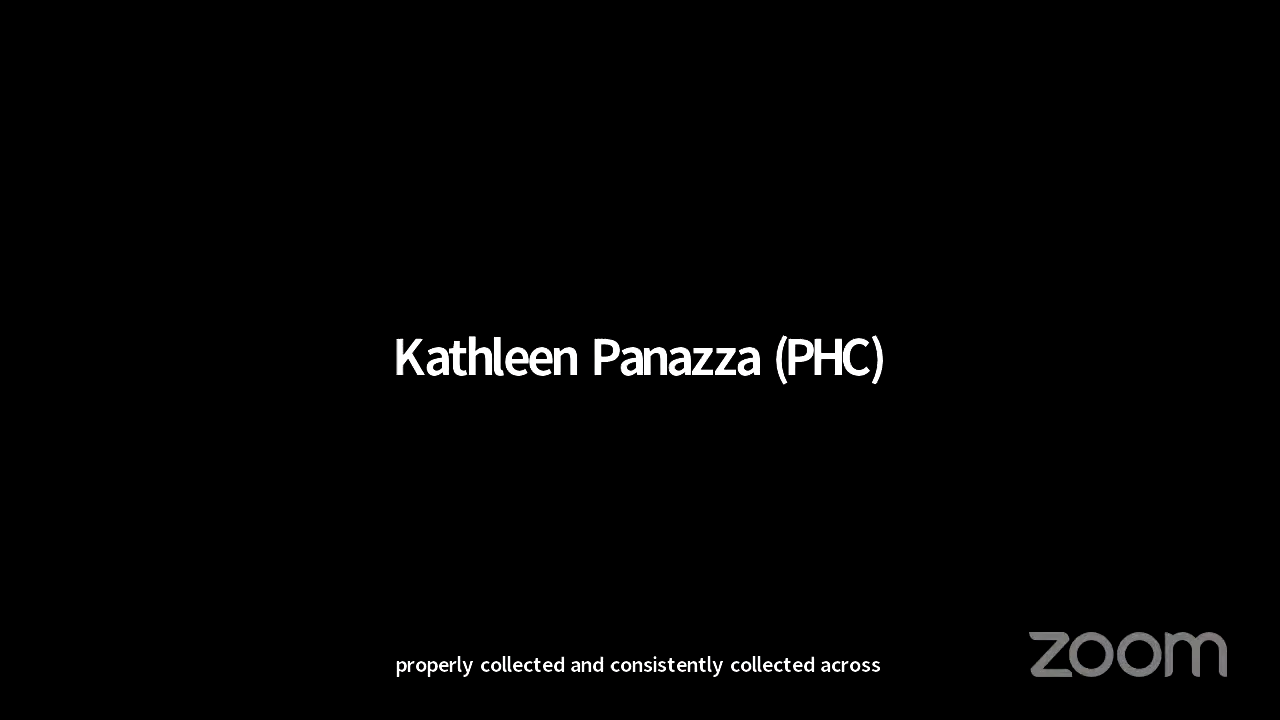 Kathleen Panazza (PHC)
properly collected and consistently collected across
zoom